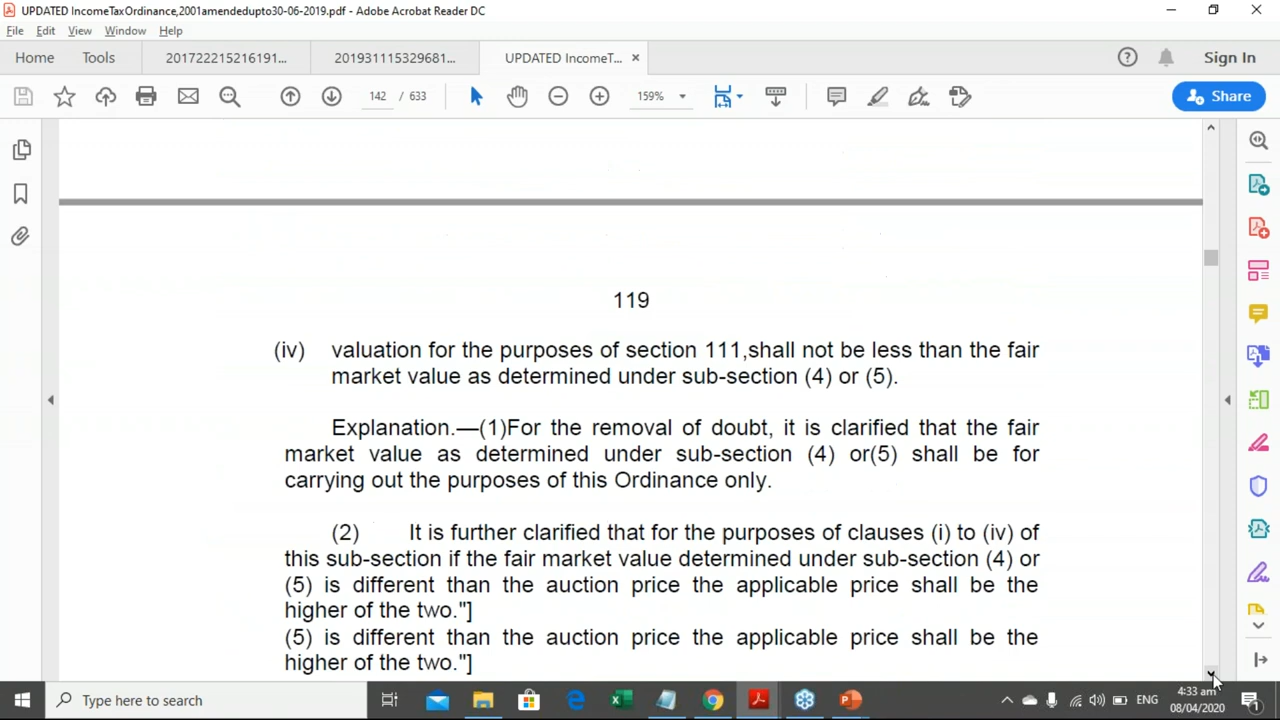 UPDATED IncomeTaxOrdinance,2001amendedupto30-06-2019.pdf - Adobe Acrobat Reader DC
File Edit View Window Help
Home Tools 201722215216191... 201931115329681... UPDATED IncomeT... × Sign In
142 / 633 159% Share
119
(iv) valuation for the purposes of section 111,shall not be less than the fair
market value as determined under sub-section (4) or (5).
Explanation.—(1)For the removal of doubt, it is clarified that the fair
market value as determined under sub-section (4) or(5) shall be for
carrying out the purposes of this Ordinance only.
(2) It is further clarified that for the purposes of clauses (i) to (iv) of
this sub-section if the fair market value determined under sub-section (4) or
(5) is different than the auction price the applicable price shall be the
higher of the two."]
(5) is different than the auction price the applicable price shall be the
higher of the two."]
Type here to search
ENG
4:33 am
08/04/2020
1